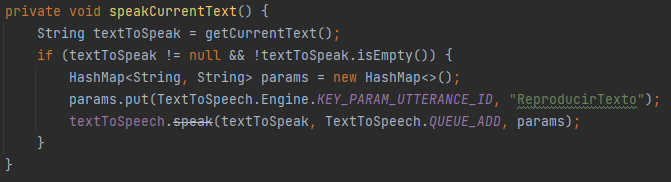 private void speakCurrentText() {
    String textToSpeak = getCurrentText();
    if (textToSpeak != null && !textToSpeak.isEmpty()) {
        HashMap<String, String> params = new HashMap<>();
        params.put(TextToSpeech.Engine.KEY_PARAM_UTTERANCE_ID, "ReproducirTexto");
        textToSpeech.speak(textToSpeak, TextToSpeech.QUEUE_ADD, params);
    }
}